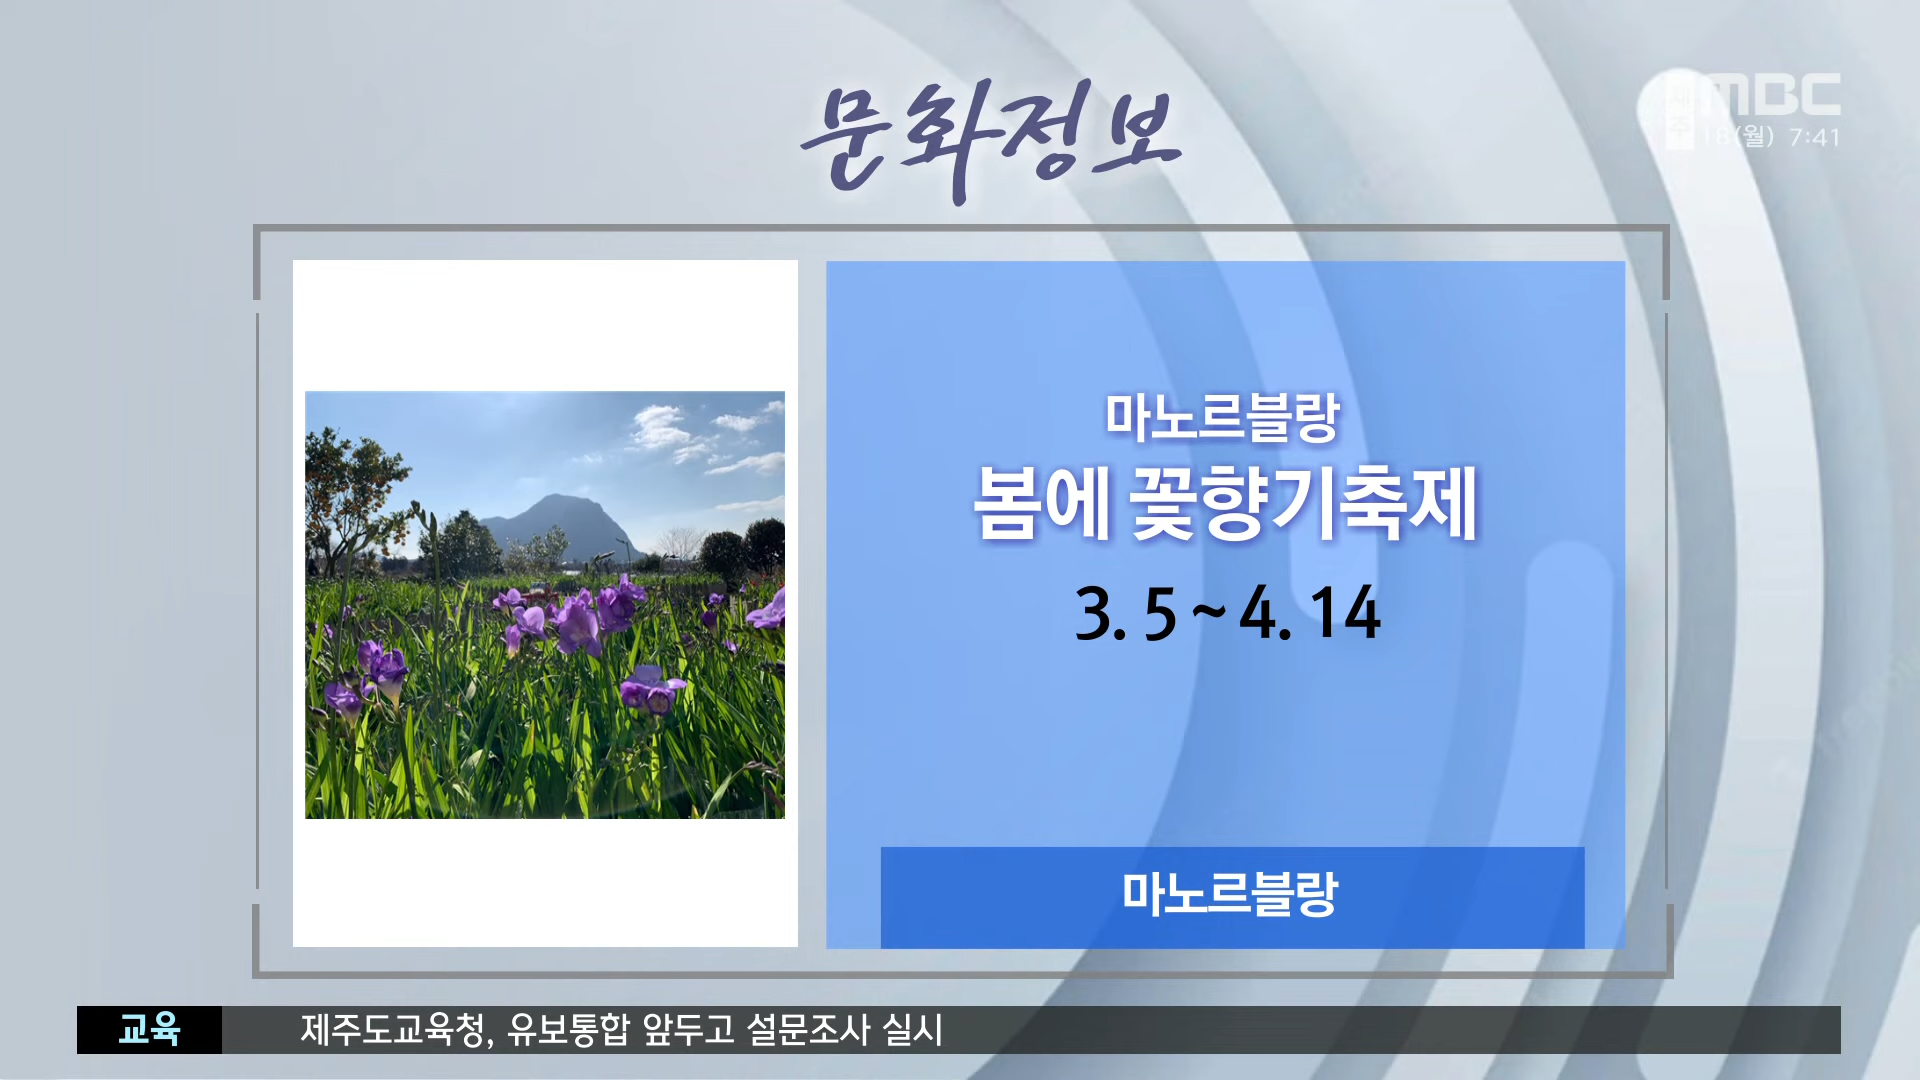 문화정보
제주 MBC
18(월) 7:41
마노르블랑
봄에 꽃향기축제
3. 5 ~ 4. 14
마노르블랑
교육
제주도교육청, 유보통합 앞두고 설문조사 실시